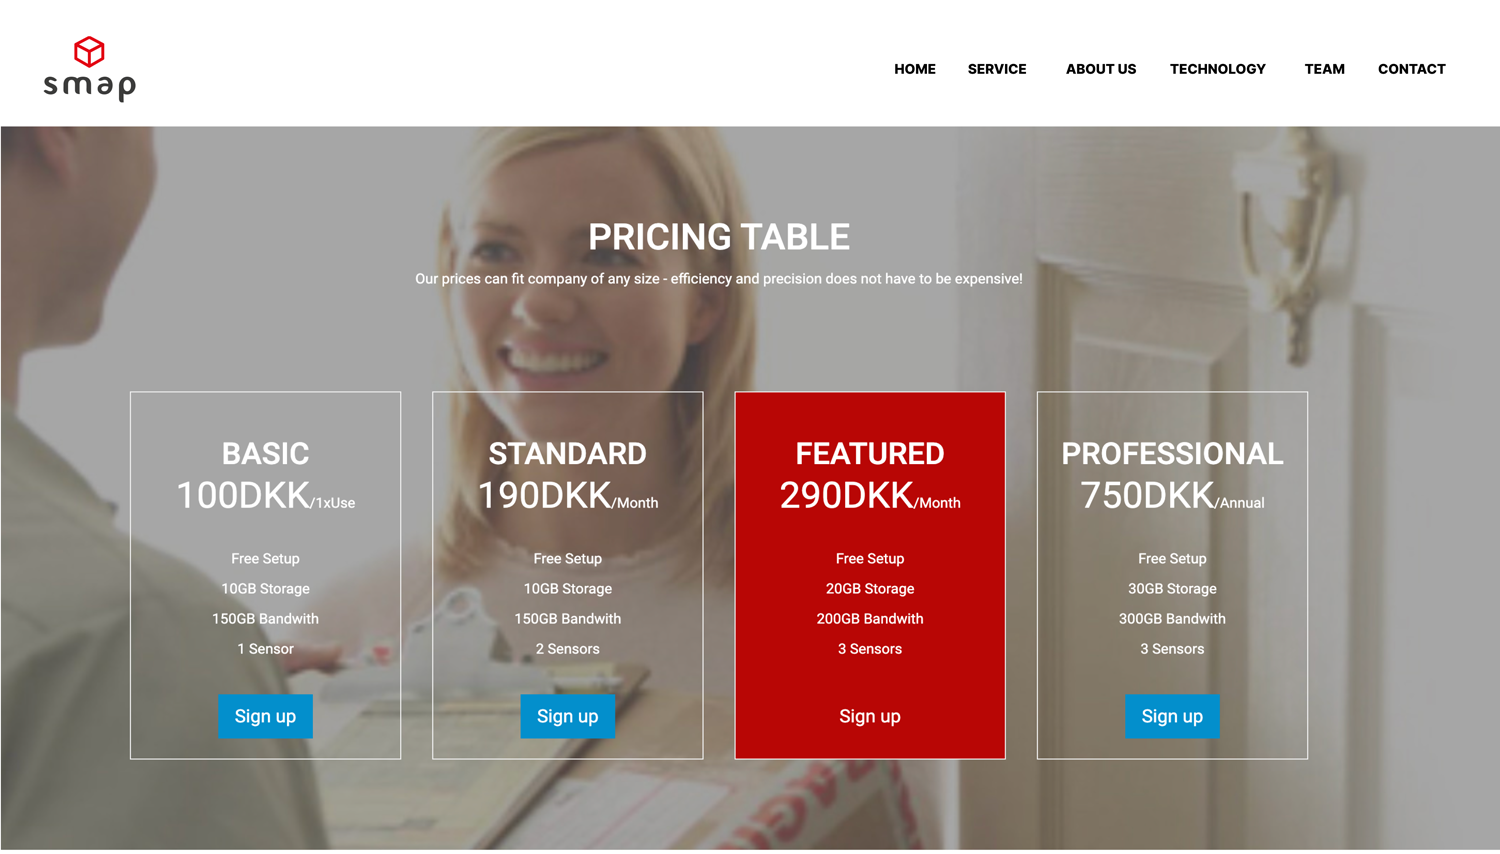 smap
HOME SERVICE ABOUT US TECHNOLOGY TEAM CONTACT
PRICING TABLE
Our prices can fit company of any size - efficiency and precision does not have to be expensive!
BASIC
100DKK/1xUse
Free Setup
10GB Storage
150GB Bandwith
1 Sensor
Sign up
STANDARD
190DKK/Month
Free Setup
10GB Storage
150GB Bandwith
2 Sensors
Sign up
FEATURED
290DKK/Month
Free Setup
20GB Storage
200GB Bandwith
3 Sensors
Sign up
PROFESSIONAL
750DKK/Annual
Free Setup
30GB Storage
300GB Bandwith
3 Sensors
Sign up